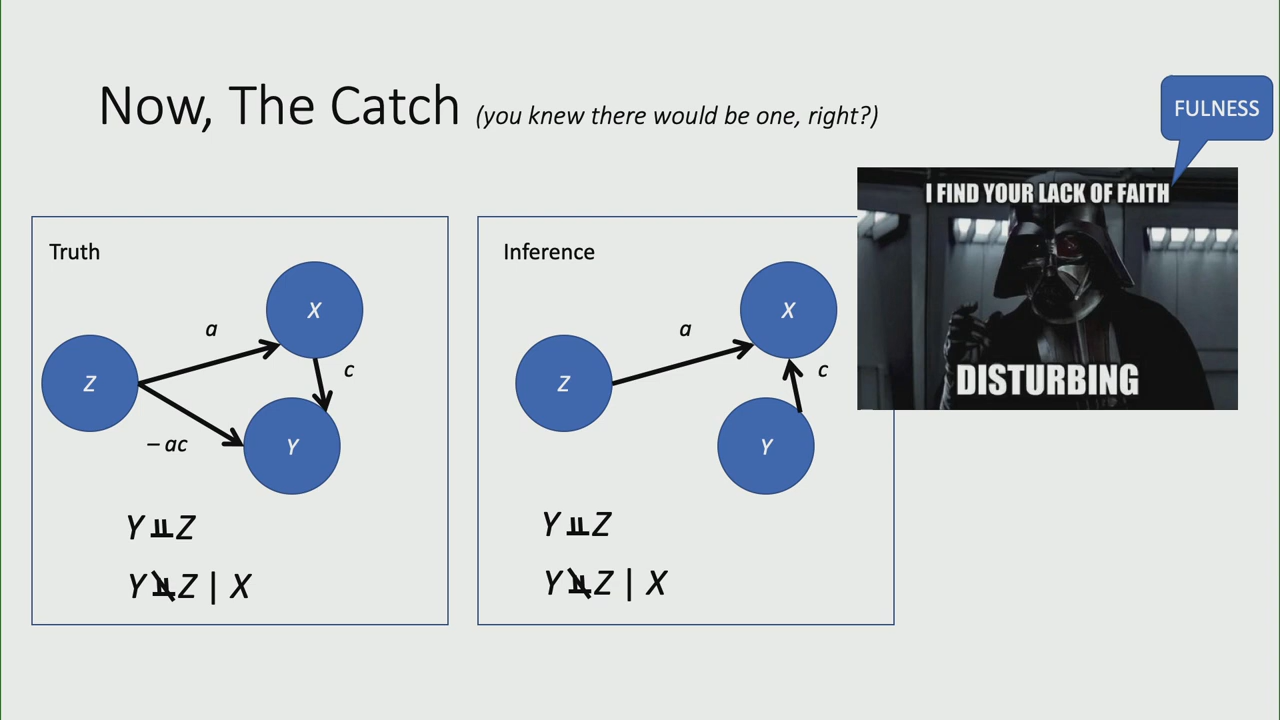 Now, The Catch (you knew there would be one, right?)
FULNESS
I FIND YOUR LACK OF FAITH
DISTURBING
Truth
X
a
Z
c
– ac
Y
Y ⫫ Z
Y ⫫̸ Z | X
Inference
X
a
Z
c
Y
Y ⫫ Z
Y ⫫̸ Z | X